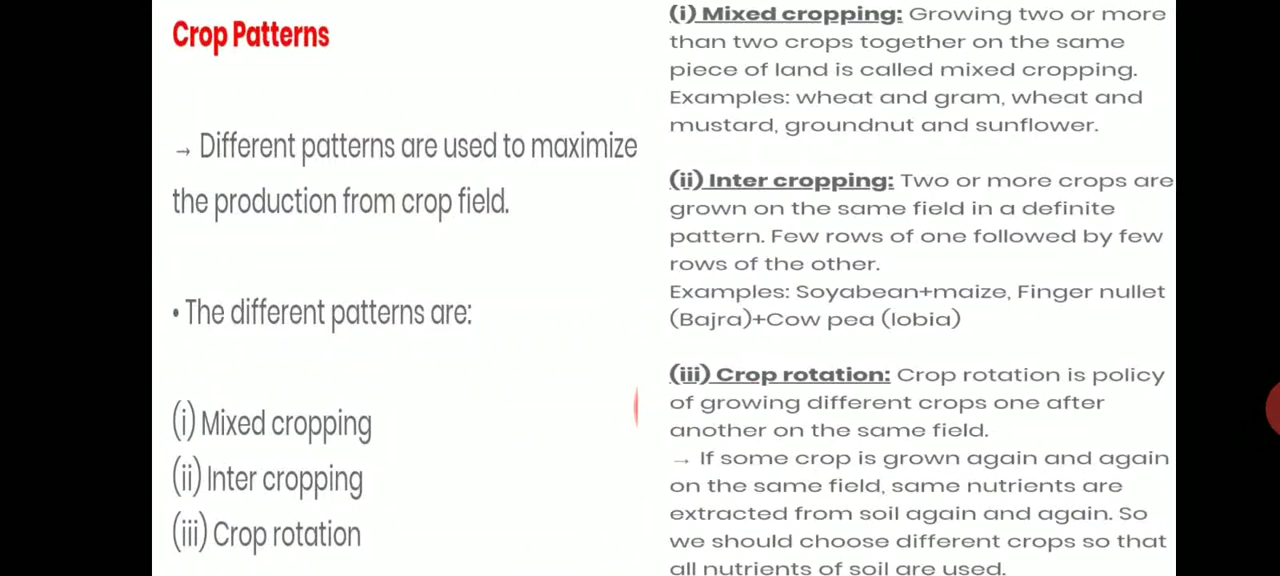 Crop Patterns
→ Different patterns are used to maximize
the production from crop field.
• The different patterns are:
(i) Mixed cropping
(ii) Inter cropping
(iii) Crop rotation
(i) Mixed cropping: Growing two or more
than two crops together on the same
piece of land is called mixed cropping.
Examples: wheat and gram, wheat and
mustard, groundnut and sunflower.
(ii) Inter cropping: Two or more crops are
grown on the same field in a definite
pattern. Few rows of one followed by few
rows of the other.
Examples: Soyabean+maize, Finger nullet
(Bajra)+Cow pea (lobia)
(iii) Crop rotation: Crop rotation is policy
of growing different crops one after
another on the same field.
→ If some crop is grown again and again
on the same field, same nutrients are
extracted from soil again and again. So
we should choose different crops so that
all nutrients of soil are used.